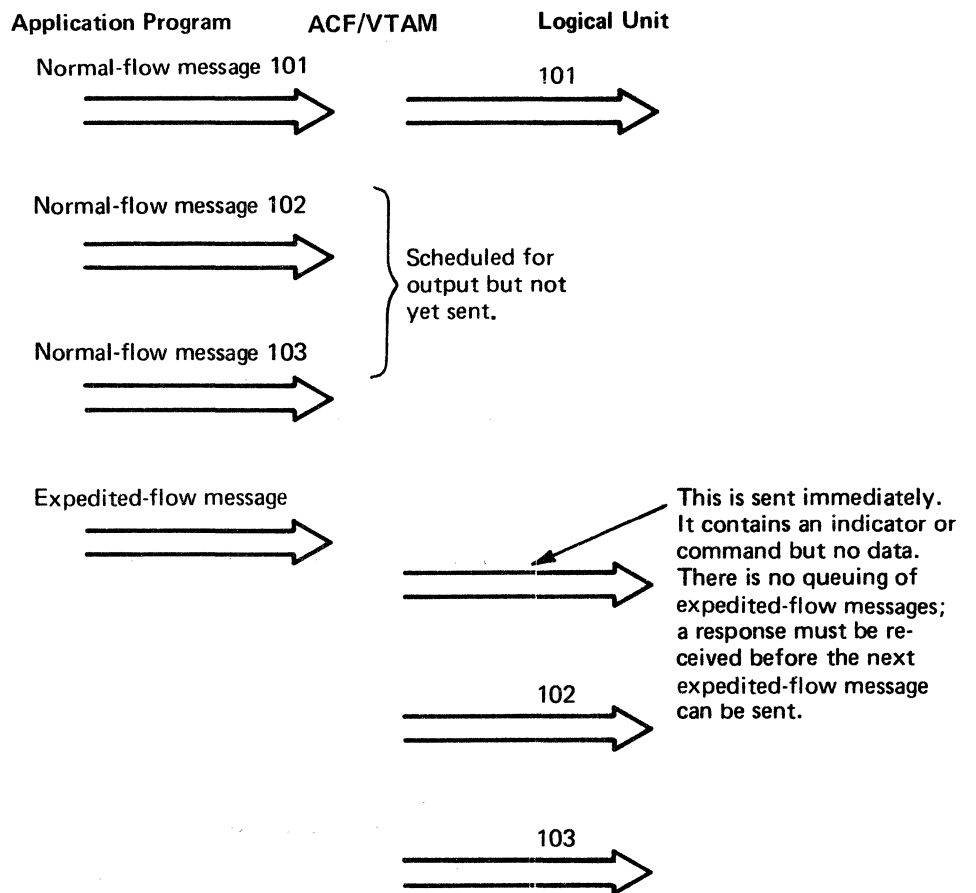 Application Program ACF/VTAM Logical Unit
Normal-flow message 101
101
Normal-flow message 102
Scheduled for
output but not
yet sent.
Normal-flow message 103
Expedited-flow message
This is sent immediately.
It contains an indicator or
command but no data.
There is no queuing of
expedited-flow messages;
a response must be re-
ceived before the next
expedited-flow message
can be sent.
102
103